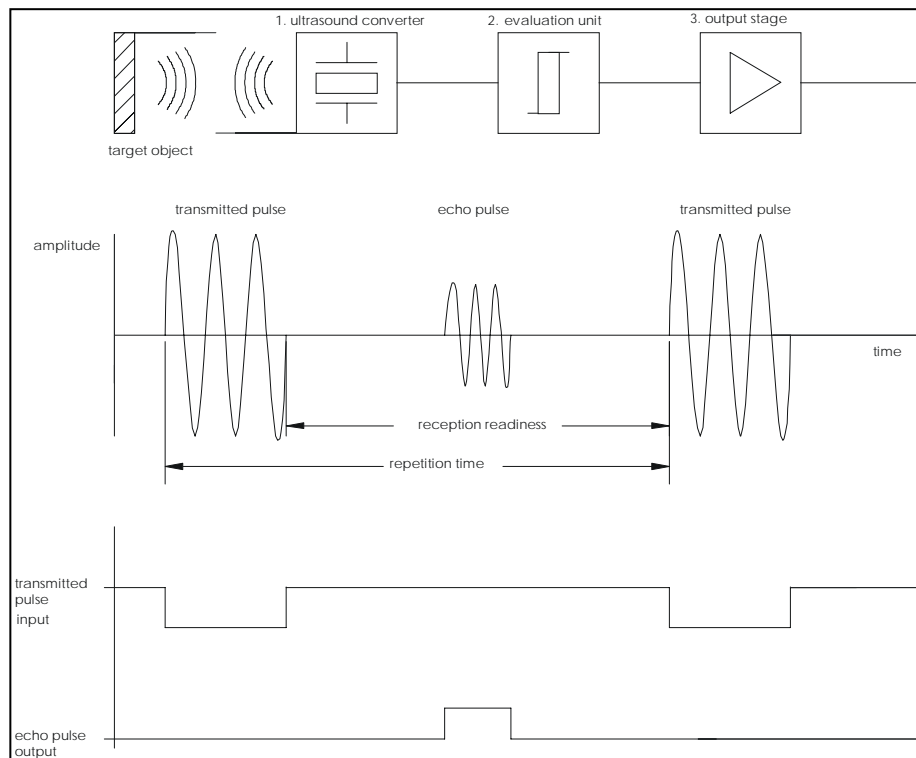 1. ultrasound converter
2. evaluation unit
3. output stage
target object
transmitted pulse
echo pulse
transmitted pulse
amplitude
time
reception readiness
repetition time
transmitted
pulse
input
echo pulse
output